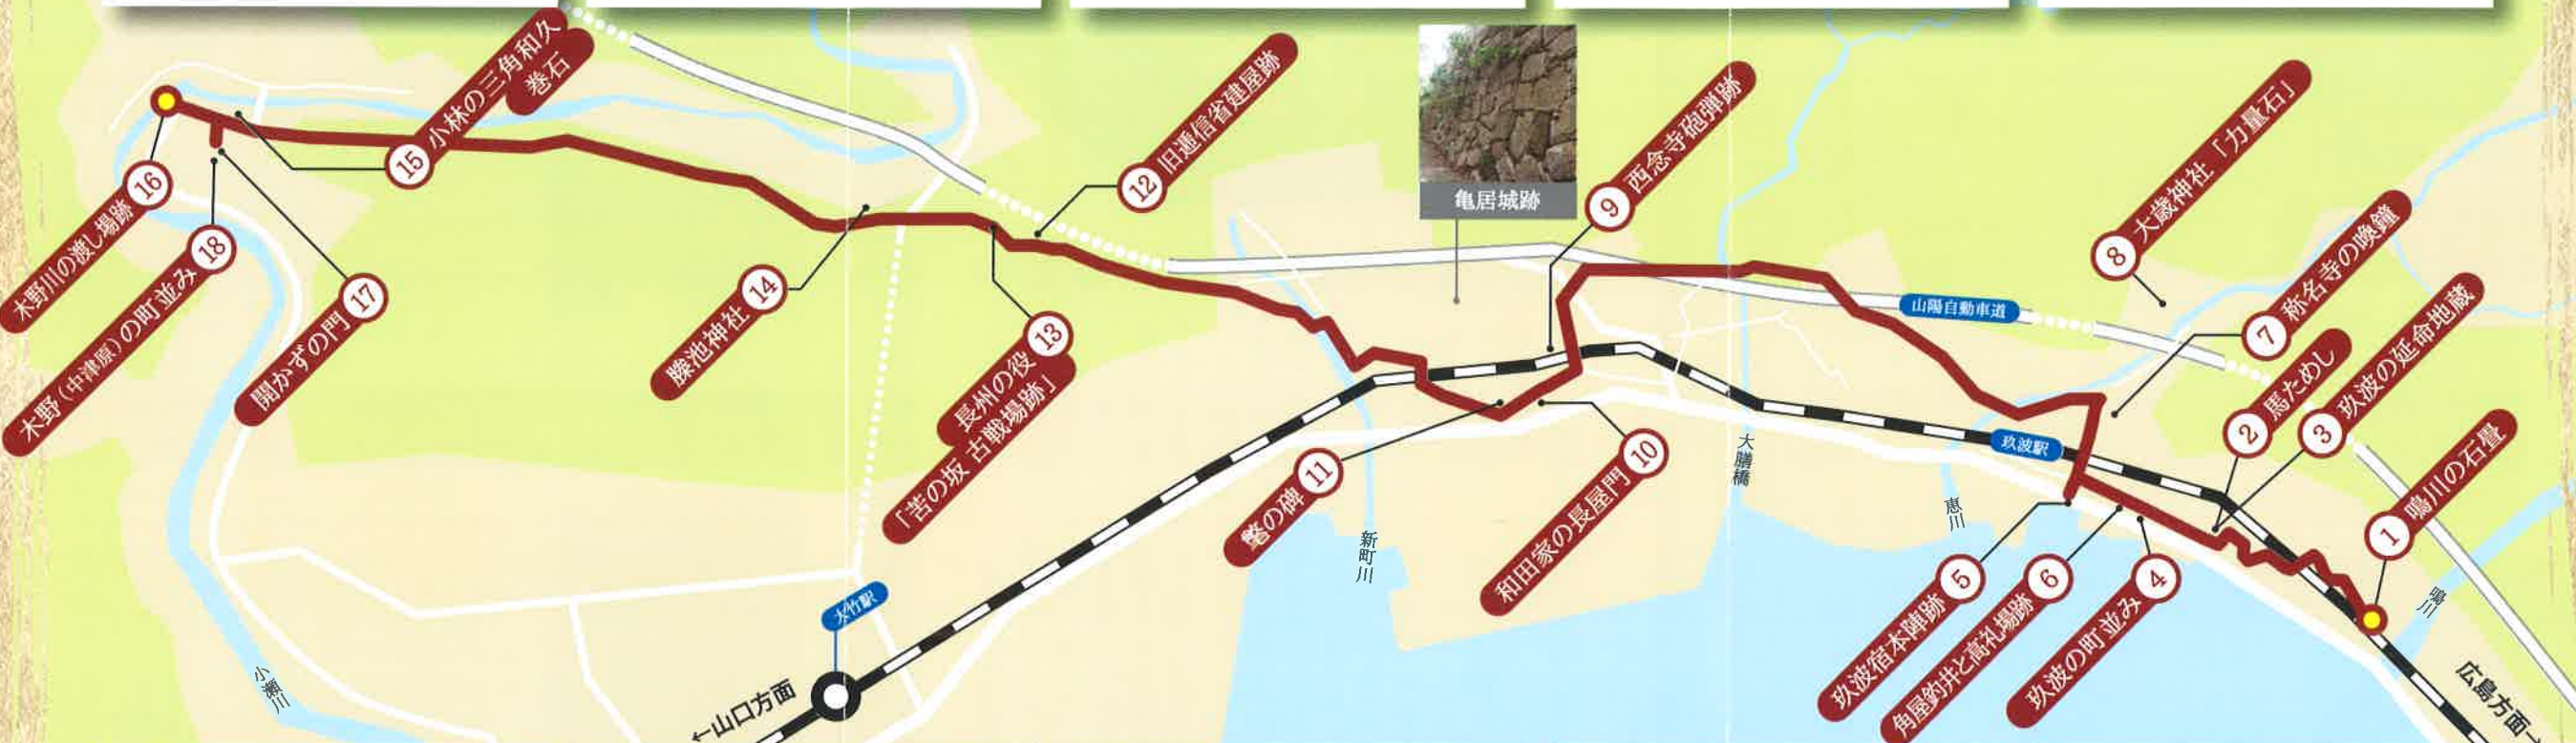 15 小林の三角和久
巻石
16 木野川の渡し場跡
18 木野（中津原）の町並み
17 開かずの門
14 滕池神社
13 長州の役
「苦の坂 古戦場跡」
12 旧逓信省建屋跡
亀居城跡
9 西念寺砲弾跡
8 大歳神社「力量石」
7 称名寺の喚鐘
2 馬ためし
3 玖波の延命地蔵
1 鳴川の石畳
山陽自動車道
玖波駅
大膳橋
恵川
鳴川
11 の碑
10 和田家の長屋門
新町川
5 玖波宿本陣跡
6 角屋釣井と高札場跡
4 玖波の町並み
大竹駅
小瀬川
←山口方面
広島方面→